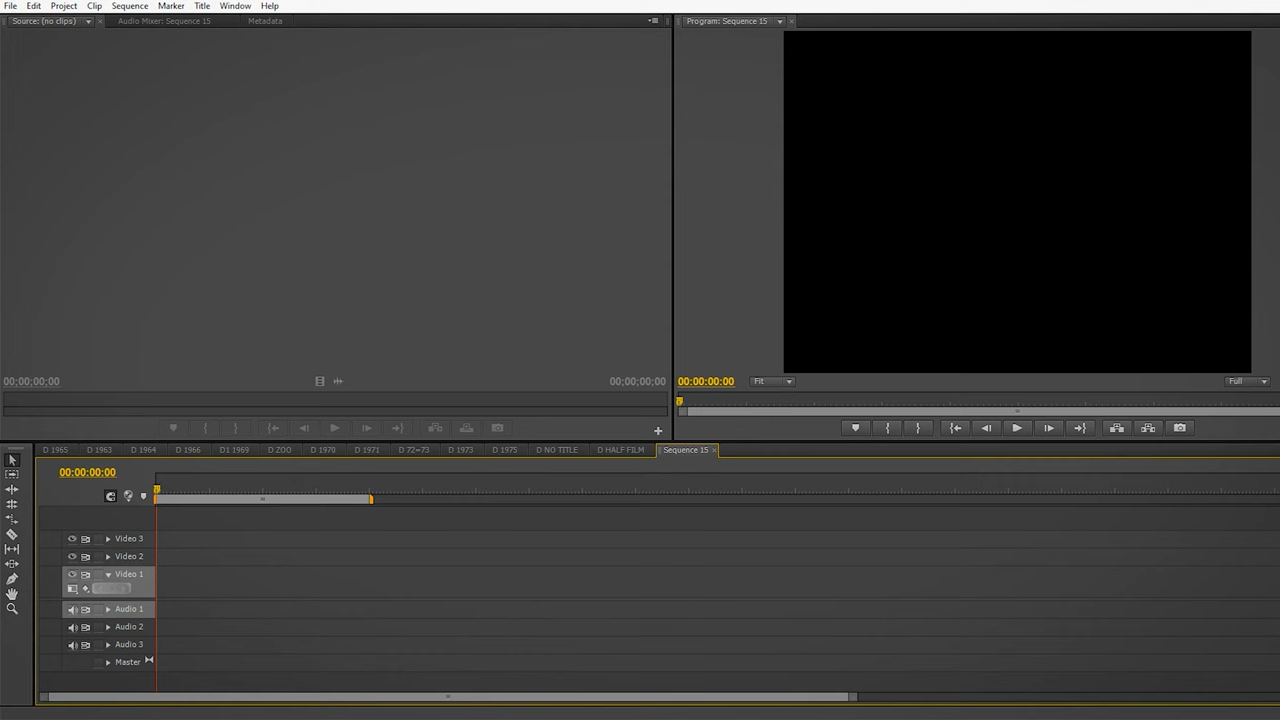 File Edit Project Clip Sequence Marker Title Window Help
Source: (no clips) Audio Mixer: Sequence 15 Metadata Program: Sequence 15
00;00;00;00 00;00;00;00 00:00:00:00 Fit Full
D 1965 D 1963 D 1964 D 1966 D1 1969 D ZOO D 1970 D 1971 D 72=73 D 1973 D 1975 D NO TITLE D HALF FILM Sequence 15
00:00:00:00
Video 3
Video 2
Video 1
Audio 1
Audio 2
Audio 3
Master